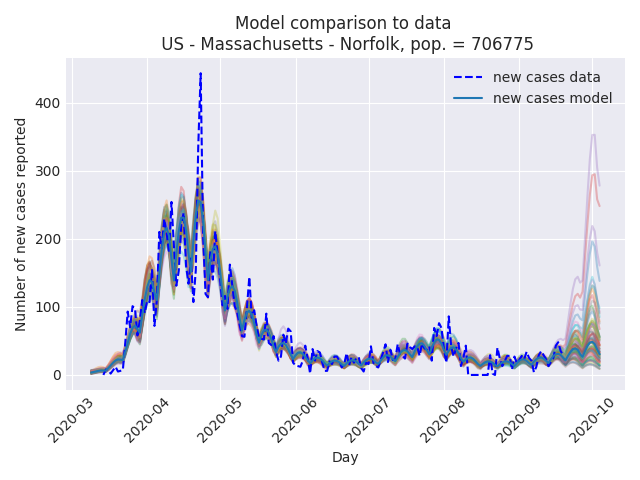 Model comparison to data
US - Massachusetts - Norfolk, pop. = 706775
new cases data
new cases model
Number of new cases reported
400
300
200
100
0
2020-03
2020-04
2020-05
2020-06
2020-07
2020-08
2020-09
2020-10
Day